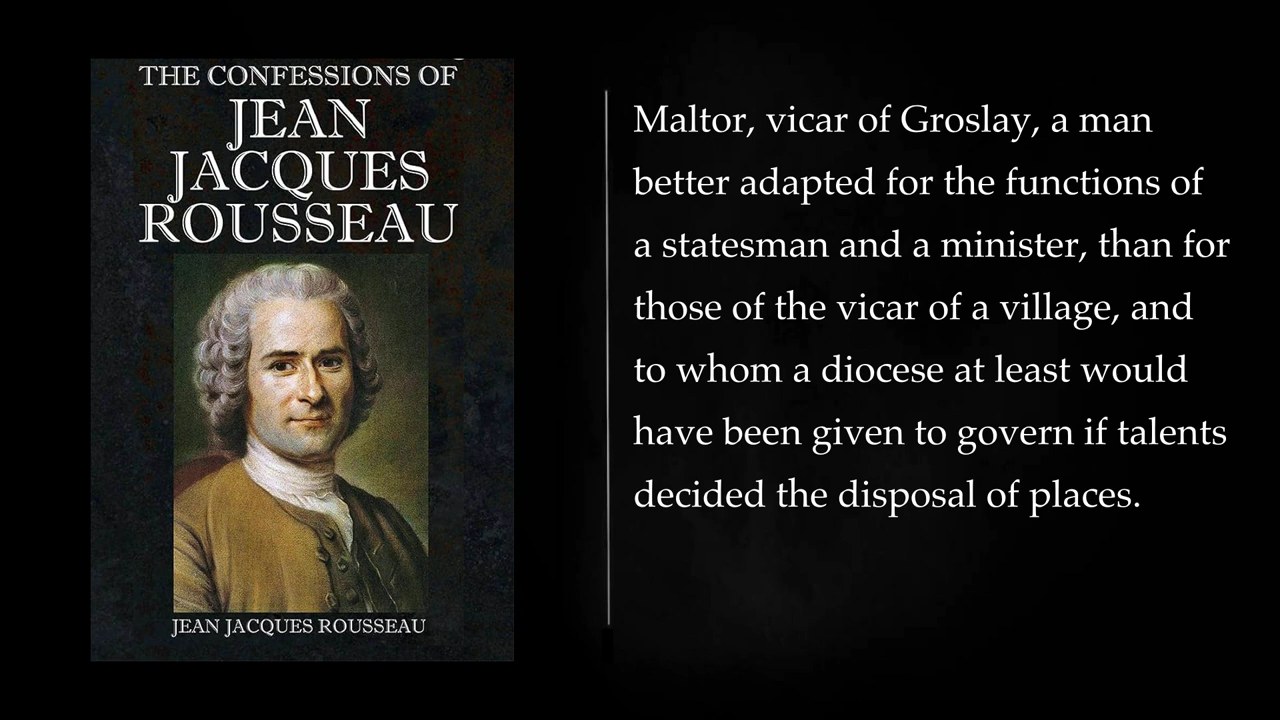 THE CONFESSIONS OF
JEAN
JACQUES
ROUSSEAU
JEAN JACQUES ROUSSEAU
Maltor, vicar of Groslay, a man
better adapted for the functions of
a statesman and a minister, than for
those of the vicar of a village, and
to whom a diocese at least would
have been given to govern if talents
decided the disposal of places.